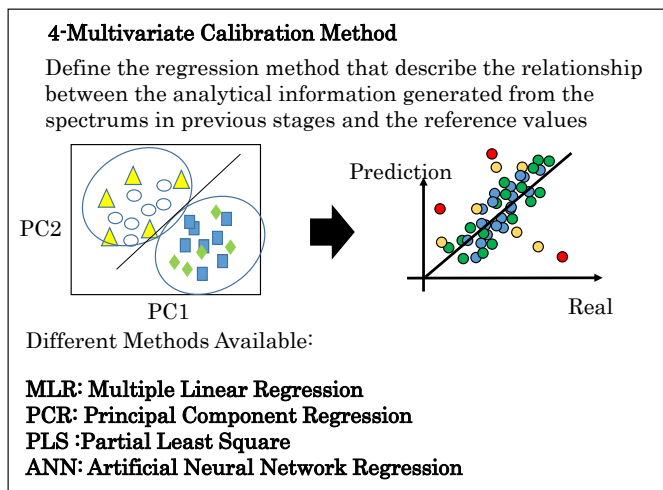 4-Multivariate Calibration Method
Define the regression method that describe the relationship
between the analytical information generated from the
spectrums in previous stages and the reference values
Prediction
PC2
PC1
Real
Different Methods Available:
MLR: Multiple Linear Regression
PCR: Principal Component Regression
PLS :Partial Least Square
ANN: Artificial Neural Network Regression